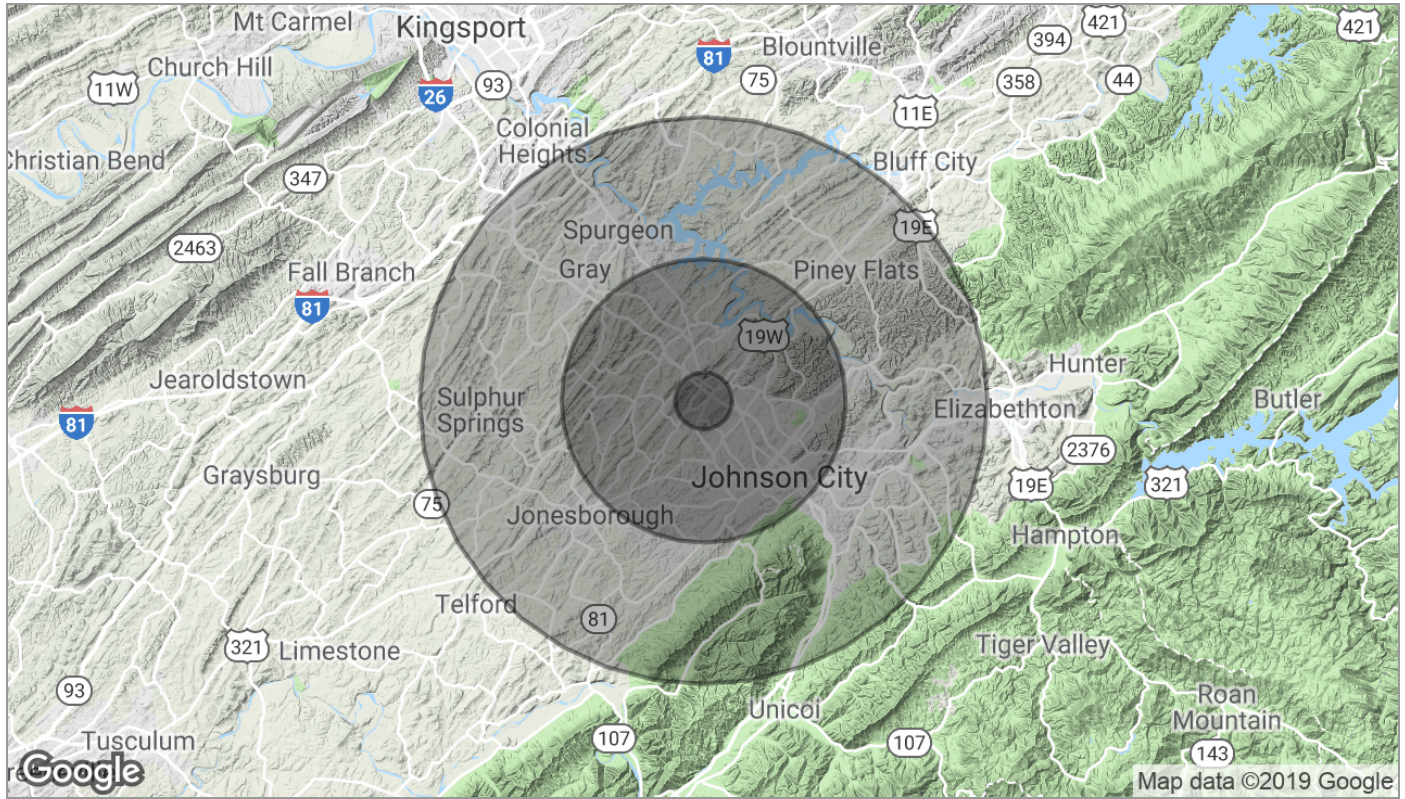 Mt Carmel
Kingsport
421
421
394
81
Blountville
Church Hill
75
358
44
11W
26
93
11E
Colonial
Heights
Christian Bend
Bluff City
347
19E
Spurgeon
2463
Gray
Piney Flats
Fall Branch
81
19W
Hunter
Jearoldstown
Sulphur
Springs
Elizabethton
Butler
81
2376
Graysburg
Johnson City
19E
321
75
Jonesborough
Hampton
Telford
81
321
Limestone
Tiger Valley
93
Roan
Mountain
Unicoi
Tusculum
107
107
143
Google
Map data ©2019 Google